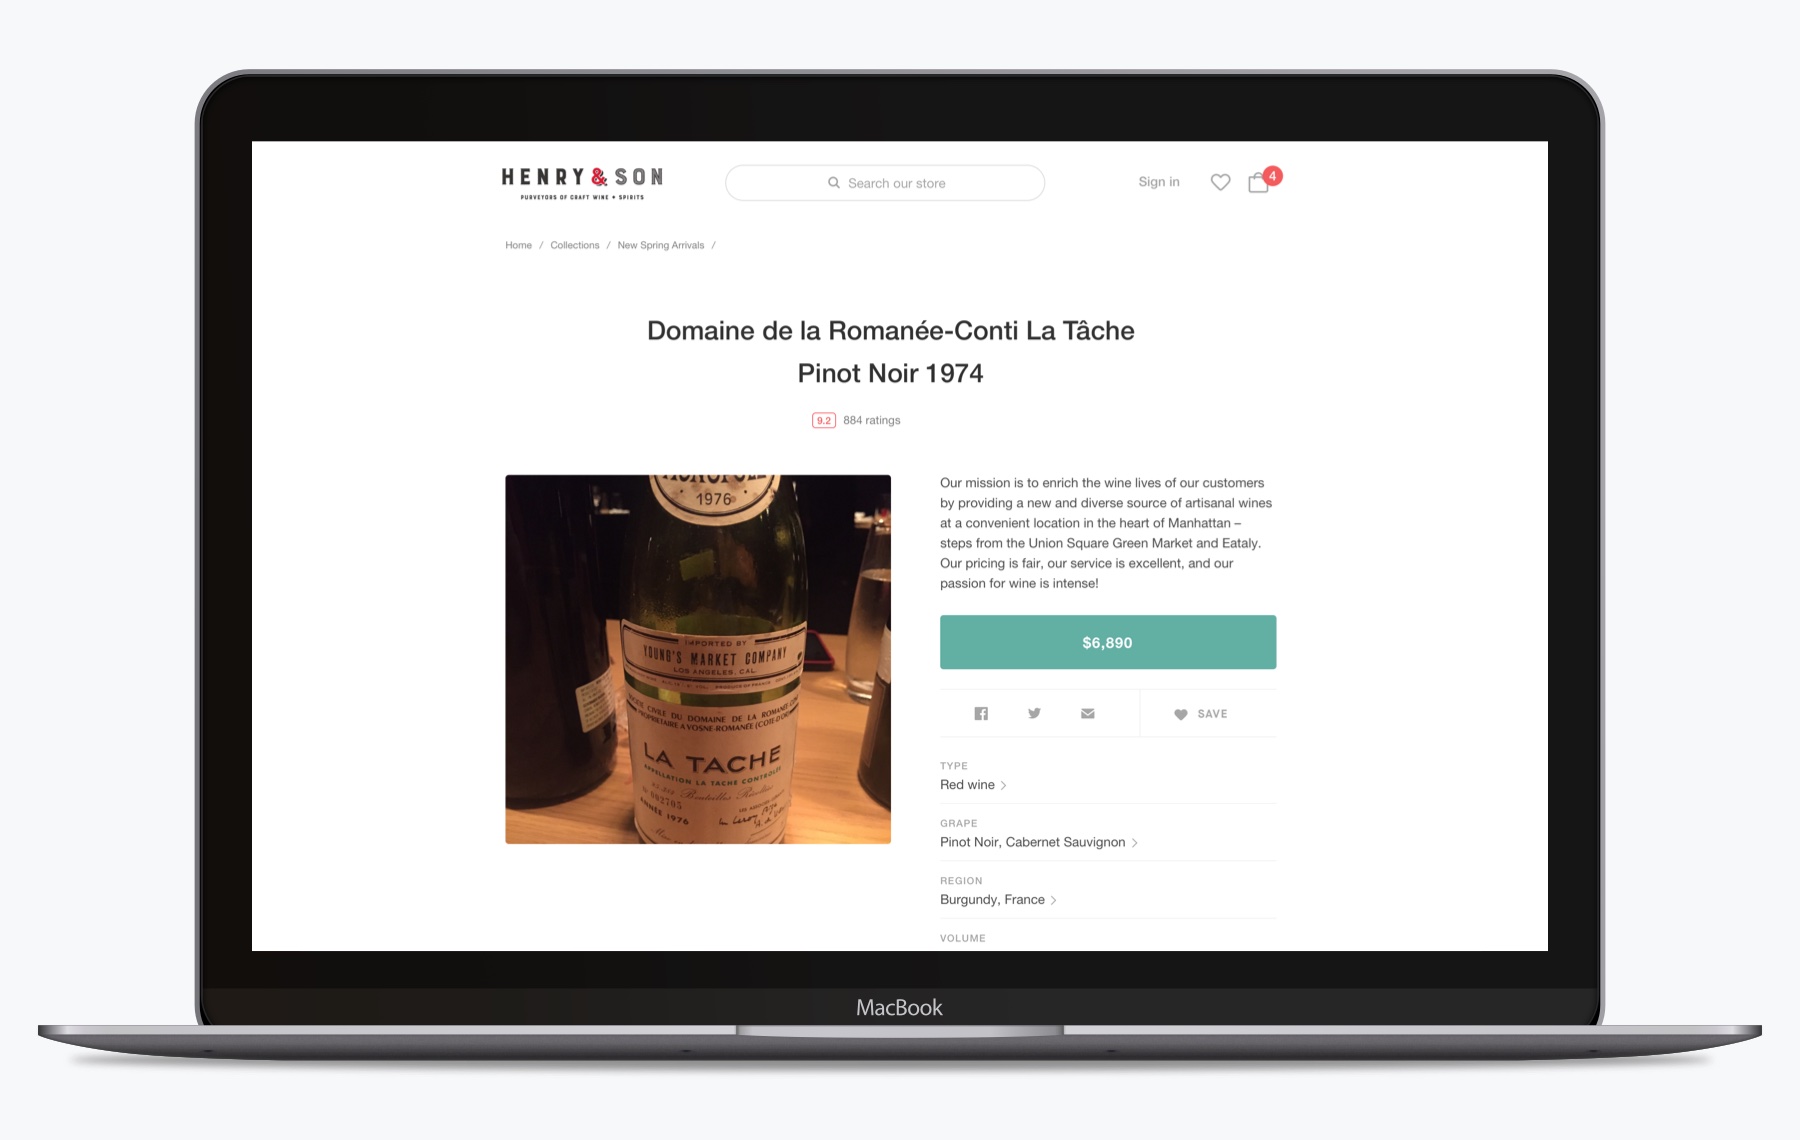 HENRY & SON
PURVEYORS OF CRAFT WINE + SPIRITS
Search our store
Sign in
4
Home / Collections / New Spring Arrivals /
Domaine de la Romanée-Conti La Tâche
Pinot Noir 1974
9.2 884 ratings
1976
IMPORTED BY
YOUNG'S MARKET COMPANY
LOS ANGELES, CAL.
CIVILE DU DOMAINE DE LA ROMANÉE
PROPRIETAIRE A VOSNE-ROMANÉE (COTE-D'OR)
LA TACHE
APPELLATION LA TACHE CONTROLÉE
ANNÉE 1976
Our mission is to enrich the wine lives of our customers
by providing a new and diverse source of artisanal wines
at a convenient location in the heart of Manhattan –
steps from the Union Square Green Market and Eataly.
Our pricing is fair, our service is excellent, and our
passion for wine is intense!
$6,890
SAVE
TYPE
Red wine
GRAPE
Pinot Noir, Cabernet Sauvignon
REGION
Burgundy, France
VOLUME
MacBook